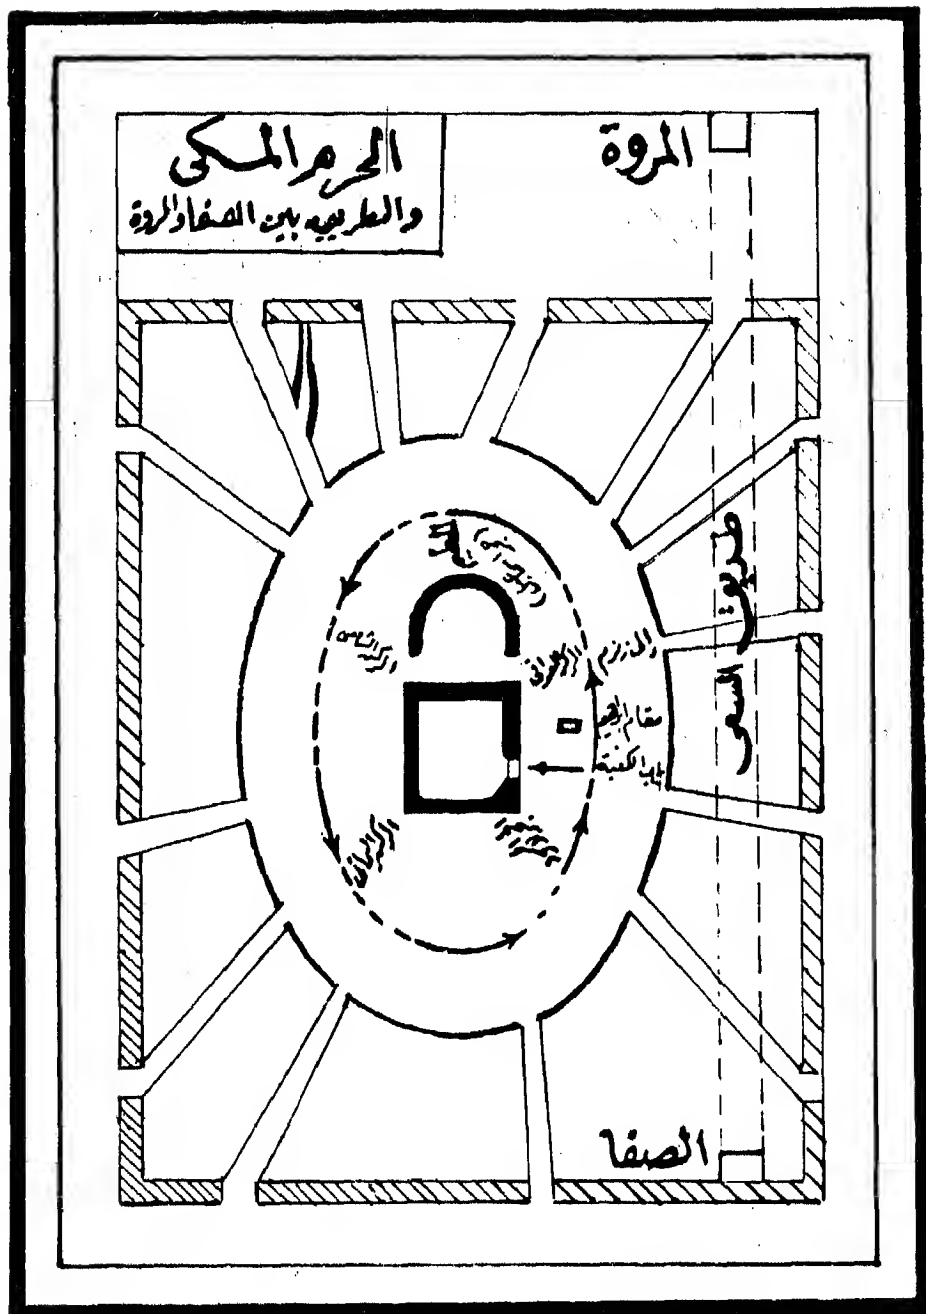 الحرم المكى
والطريق بين الصفا والمروة
المروة
الركن الشامى
الركن العراقى
والمزمزم
مقام إبراهيم
باب الكعبة
الركن اليمانى
طريق السعى
الصفا